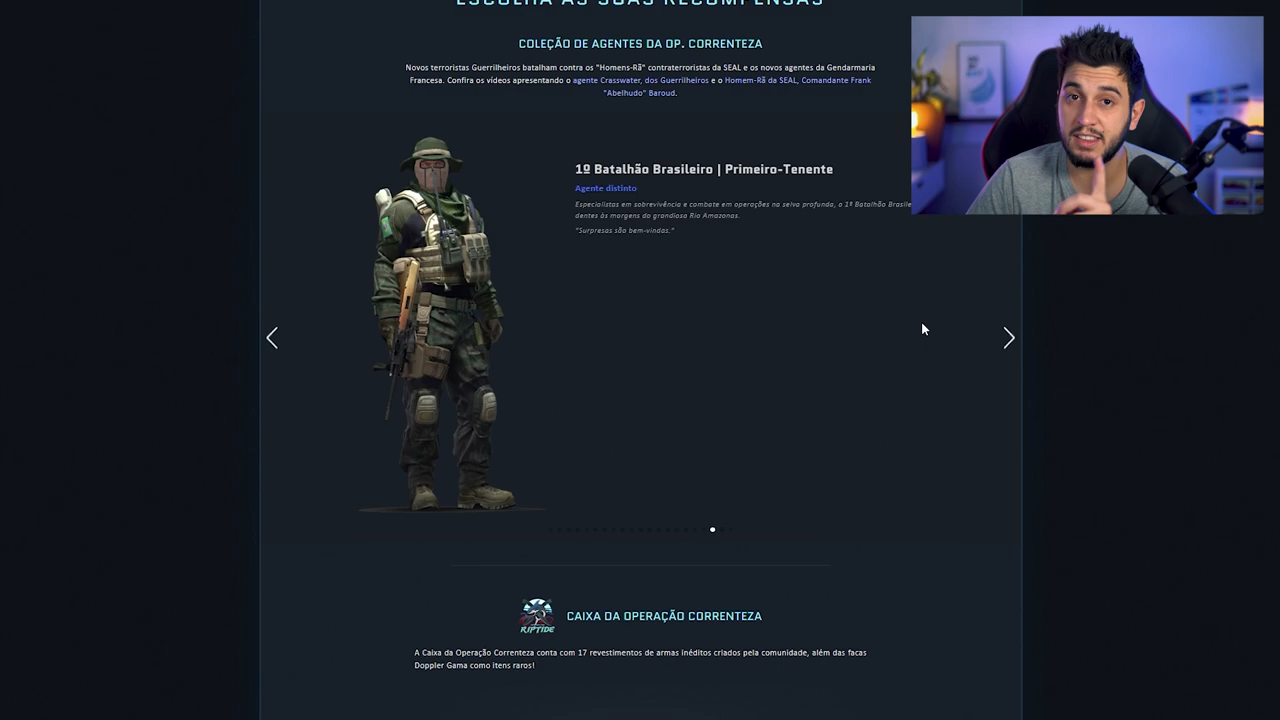 ESCOLHA AS SUAS RECOMPENSAS
COLEÇÃO DE AGENTES DA OP. CORRENTEZA
Novos terroristas Guerrilheiros batalham contra os "Homens-Rã" contraterroristas da SEAL e os novos agentes da Gendarmaria
Francesa. Confira os vídeos apresentando o agente Crasswater, dos Guerrilheiros e o Homem-Rã da SEAL, Comandante Frank
"Abelhudo" Baroud.
1º Batalhão Brasileiro | Primeiro-Tenente
Agente distinto
Especialistas em sobrevivência e combate em operações na selva profunda, o 1º Batalhão Brasile
dentes às margens do grandioso Rio Amazonas.
"Surpresas são bem-vindas."
RIPTIDE
CAIXA DA OPERAÇÃO CORRENTEZA
A Caixa da Operação Correnteza conta com 17 revestimentos de armas inéditos criados pela comunidade, além das facas
Doppler Gama como itens raros!